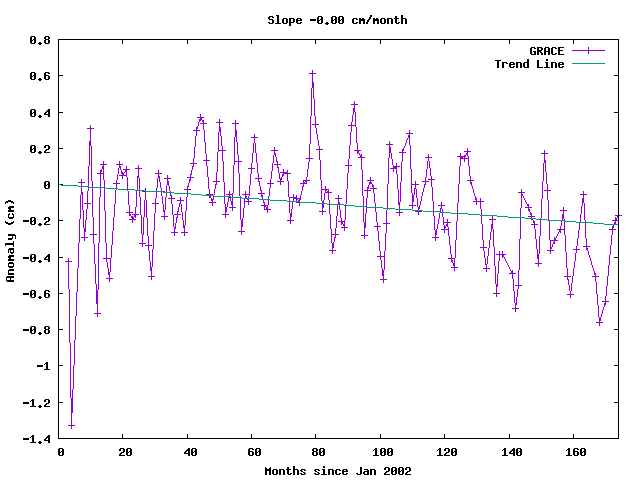 Slope -0.00 cm/month
GRACE
Trend Line
0.8
0.6
0.4
0.2
0
-0.2
-0.4
-0.6
-0.8
-1
-1.2
-1.4
Anomaly (cm)
0 20 40 60 80 100 120 140 160
Months since Jan 2002